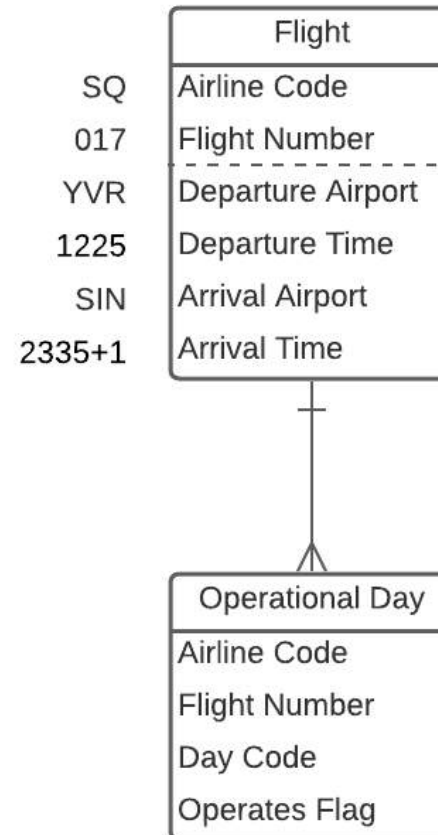 Flight
SQ Airline Code
017 Flight Number
YVR Departure Airport
1225 Departure Time
SIN Arrival Airport
2335+1 Arrival Time
Operational Day
Airline Code
Flight Number
Day Code
Operates Flag